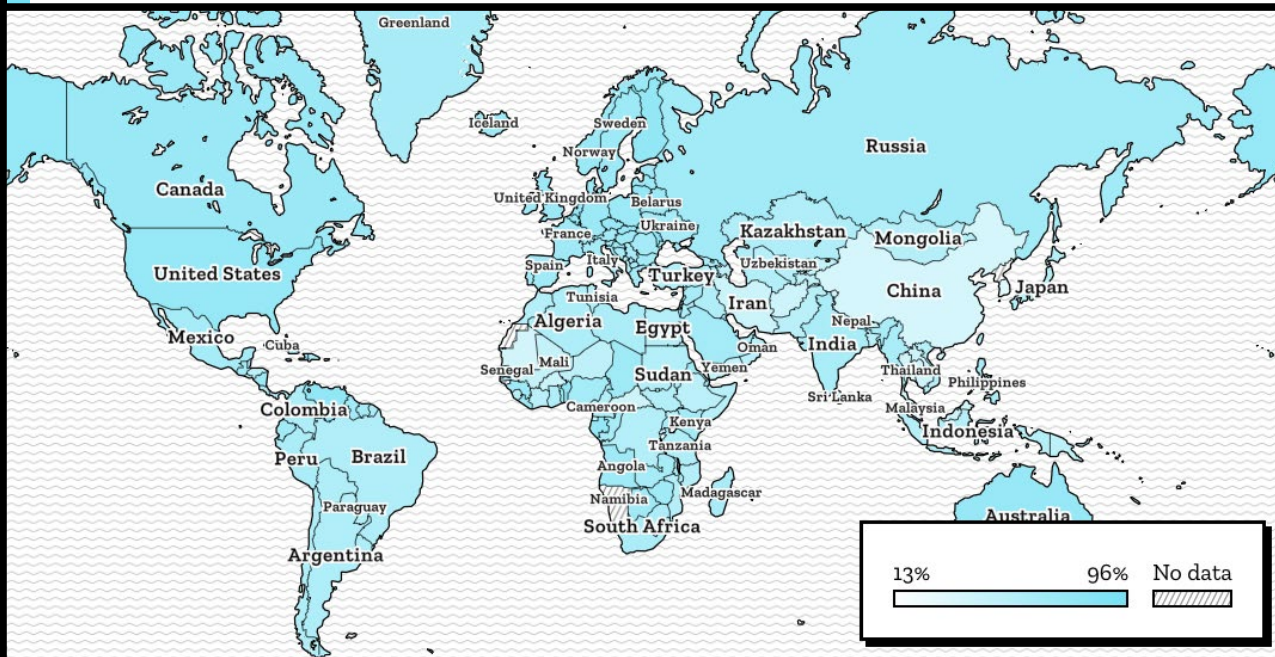 Greenland
Iceland
Sweden
Norway
Russia
Canada
United Kingdom
Belarus
Ukraine
France
Kazakhstan
Mongolia
Italy
Uzbekistan
Spain
Turkey
United States
China
Japan
Tunisia
Iran
Algeria
Egypt
Nepal
Mexico
Cuba
India
Oman
Mali
Senegal
Sudan
Yemen
Thailand
Philippines
Sri Lanka
Colombia
Cameroon
Malaysia
Kenya
Indonesia
Tanzania
Peru
Brazil
Angola
Namibia
Madagascar
Paraguay
South Africa
Australia
Argentina
13%
96%
No data